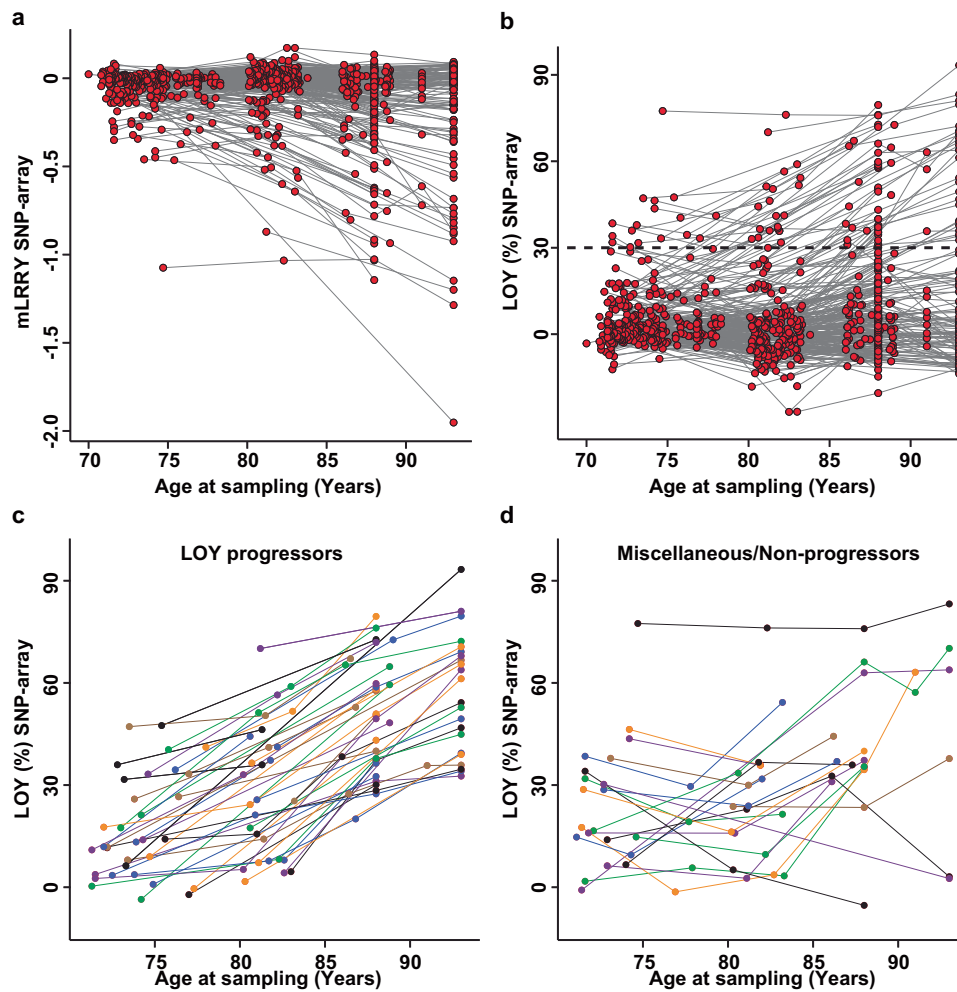 a
0
-0.5
-1.0
-1.5
-2.0
mLRRY SNP-array
70 75 80 85 90
Age at sampling (Years)
b
90
60
30
0
LOY (%) SNP-array
70 75 80 85 90
Age at sampling (Years)
c
LOY progressors
90
60
30
0
LOY (%) SNP-array
75 80 85 90
Age at sampling (Years)
d
Miscellaneous/Non-progressors
90
60
30
0
LOY (%) SNP-array
75 80 85 90
Age at sampling (Years)